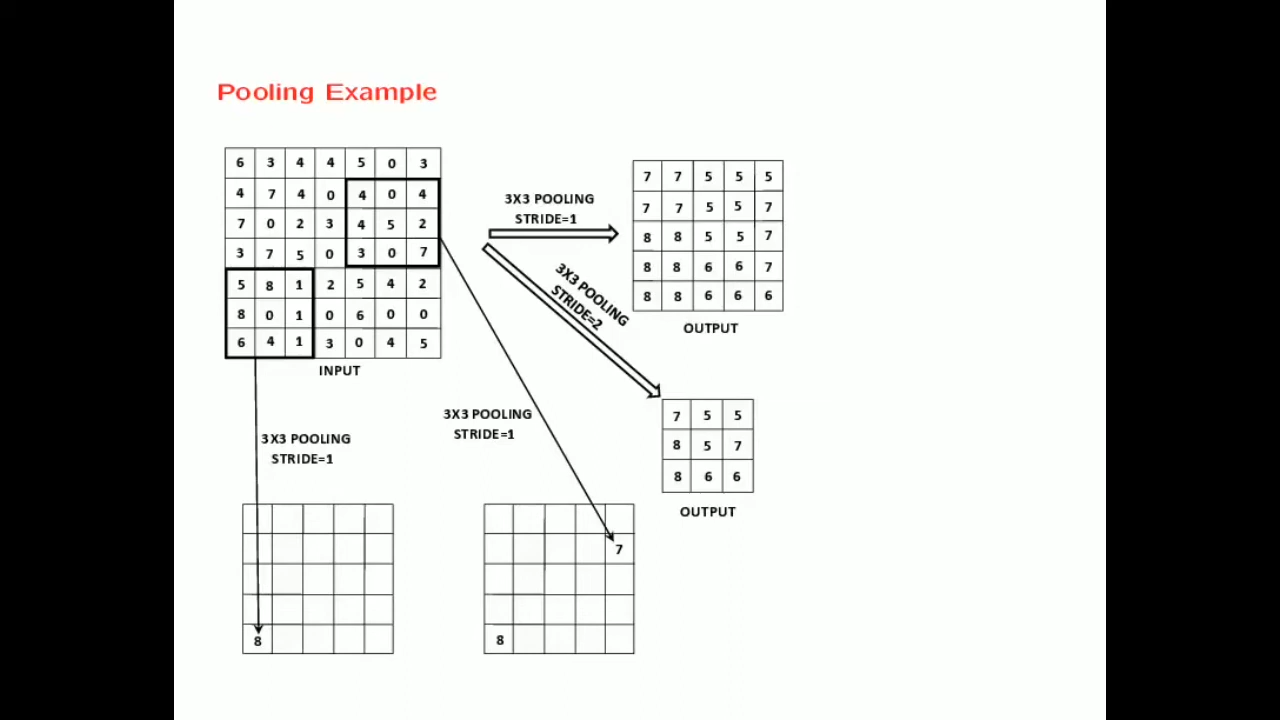 Pooling Example
6 3 4 4 5 0 3
4 7 4 0 4 0 4
7 0 2 3 4 5 2
3 7 5 0 3 0 7
5 8 1 2 5 4 2
8 0 1 0 6 0 0
6 4 1 3 0 4 5
INPUT
3X3 POOLING
STRIDE=1
7 7 5 5 5
7 7 5 5 7
8 8 5 5 7
8 8 6 6 7
8 8 6 6 6
OUTPUT
3X3 POOLING
STRIDE=2
7 5 5
8 5 7
8 6 6
OUTPUT
3X3 POOLING
STRIDE=1
8
3X3 POOLING
STRIDE=1
7
8